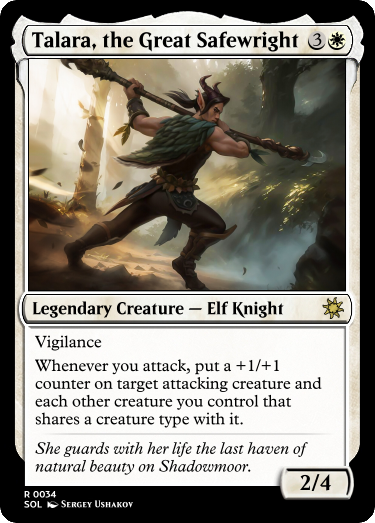 Talara, the Great Safewright 3
Legendary Creature — Elf Knight
Vigilance
Whenever you attack, put a +1/+1
counter on target attacking creature and
each other creature you control that
shares a creature type with it.
She guards with her life the last haven of
natural beauty on Shadowmoor.
2/4
R 0034
SOL Sergey Ushakov